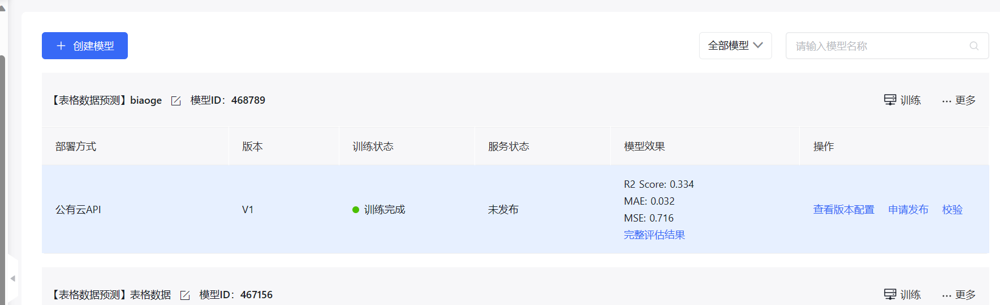 创建模型
全部模型
请输入模型名称
【表格数据预测】biaoge 模型ID：468789
训练 ··· 更多
部署方式 版本 训练状态 服务状态 模型效果 操作
R2 Score: 0.334
MAE: 0.032
公有云API V1 训练完成 未发布 查看版本配置 申请发布 校验
MSE: 0.716
完整评估结果
【表格数据预测】表格数据 模型ID：467156
训练 ··· 更多